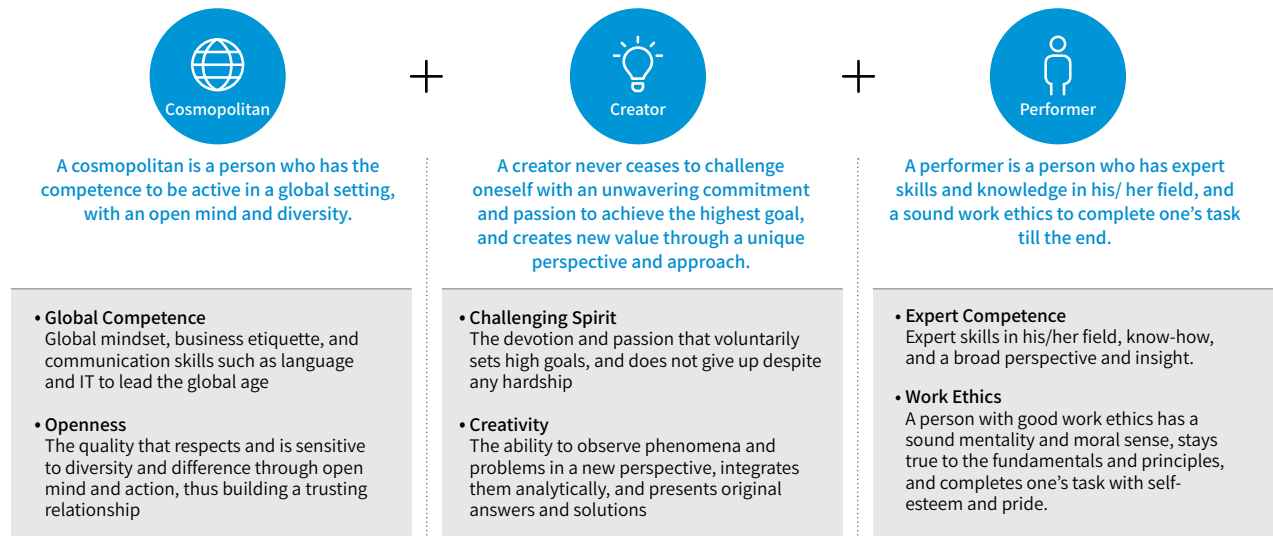 Cosmopolitan
A cosmopolitan is a person who has the
competence to be active in a global setting,
with an open mind and diversity.
• Global Competence
Global mindset, business etiquette, and
communication skills such as language
and IT to lead the global age
• Openness
The quality that respects and is sensitive
to diversity and difference through open
mind and action, thus building a trusting
relationship
+
Creator
A creator never ceases to challenge
oneself with an unwavering commitment
and passion to achieve the highest goal,
and creates new value through a unique
perspective and approach.
• Challenging Spirit
The devotion and passion that voluntarily
sets high goals, and does not give up despite
any hardship
• Creativity
The ability to observe phenomena and
problems in a new perspective, integrates
them analytically, and presents original
answers and solutions
+
Performer
A performer is a person who has expert
skills and knowledge in his/ her field, and
a sound work ethics to complete one’s task
till the end.
• Expert Competence
Expert skills in his/her field, know-how,
and a broad perspective and insight.
• Work Ethics
A person with good work ethics has a
sound mentality and moral sense, stays
true to the fundamentals and principles,
and completes one’s task with self-
esteem and pride.